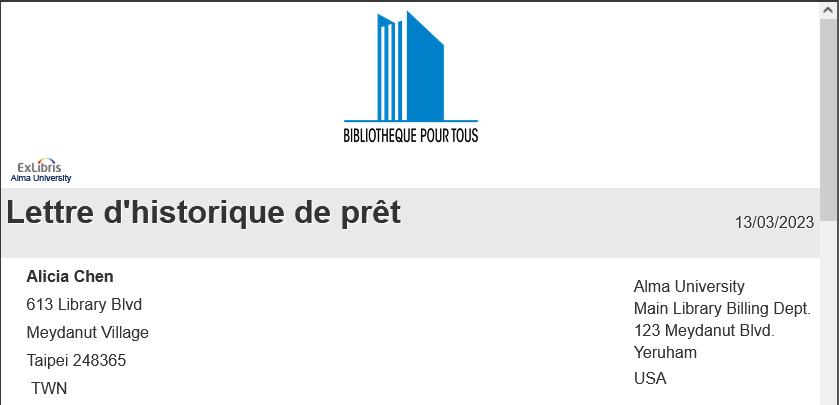 BIBLIOTHEQUE POUR TOUS
ExLibris
Alma University
Lettre d'historique de prêt
13/03/2023
Alicia Chen
613 Library Blvd
Meydanut Village
Taipei 248365
TWN
Alma University
Main Library Billing Dept.
123 Meydanut Blvd.
Yeruham
USA